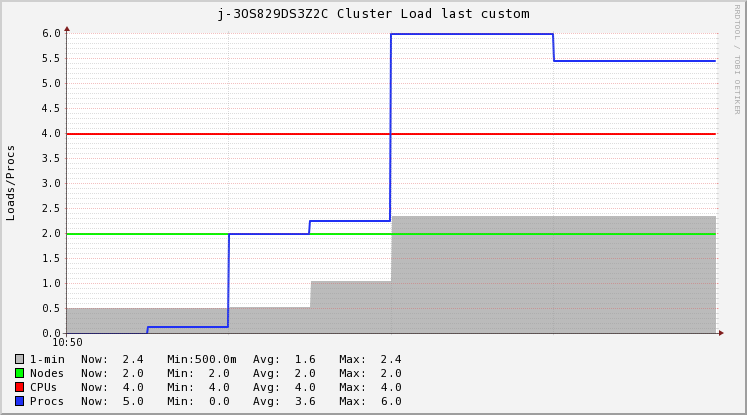 j-3OS829DS3Z2C Cluster Load last custom
RRDTOOL / TOBI OETIKER
Loads/Procs
6.0
5.5
5.0
4.5
4.0
3.5
3.0
2.5
2.0
1.5
1.0
0.5
0.0
10:50
1-min Now: 2.4 Min:500.0m Avg: 1.6 Max: 2.4
Nodes Now: 2.0 Min: 2.0 Avg: 2.0 Max: 2.0
CPUs Now: 4.0 Min: 4.0 Avg: 4.0 Max: 4.0
Procs Now: 5.0 Min: 0.0 Avg: 3.6 Max: 6.0